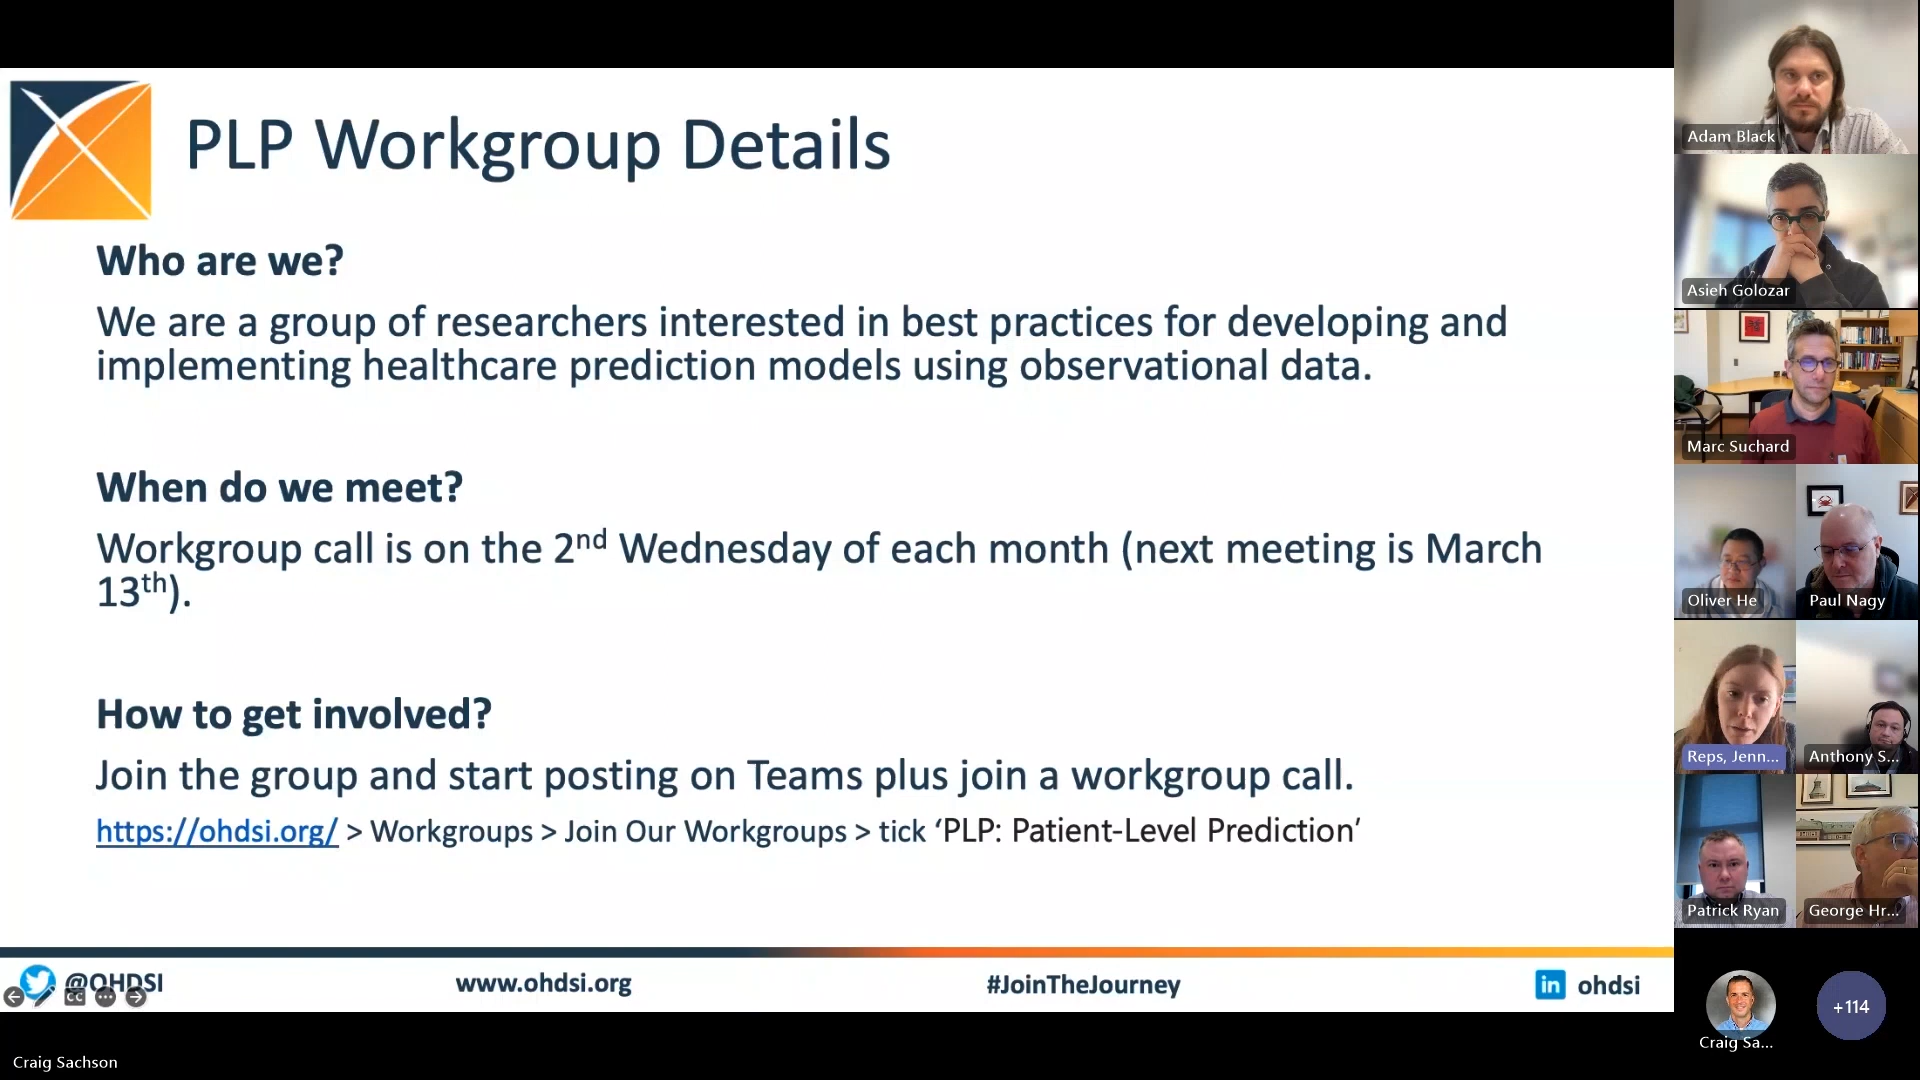 PLP Workgroup Details
Who are we?
We are a group of researchers interested in best practices for developing and
implementing healthcare prediction models using observational data.
When do we meet?
Workgroup call is on the 2nd Wednesday of each month (next meeting is March
13th).
How to get involved?
Join the group and start posting on Teams plus join a workgroup call.
https://ohdsi.org/ > Workgroups > Join Our Workgroups > tick ‘PLP: Patient-Level Prediction’
@OHDSI
www.ohdsi.org
#JoinTheJourney
in ohdsi
CC
Craig Sachson
Adam Black
Asieh Golozar
Marc Suchard
Oliver He
Paul Nagy
Reps, Jenn...
Anthony S...
Patrick Ryan
George Hr...
Craig Sa...
+114